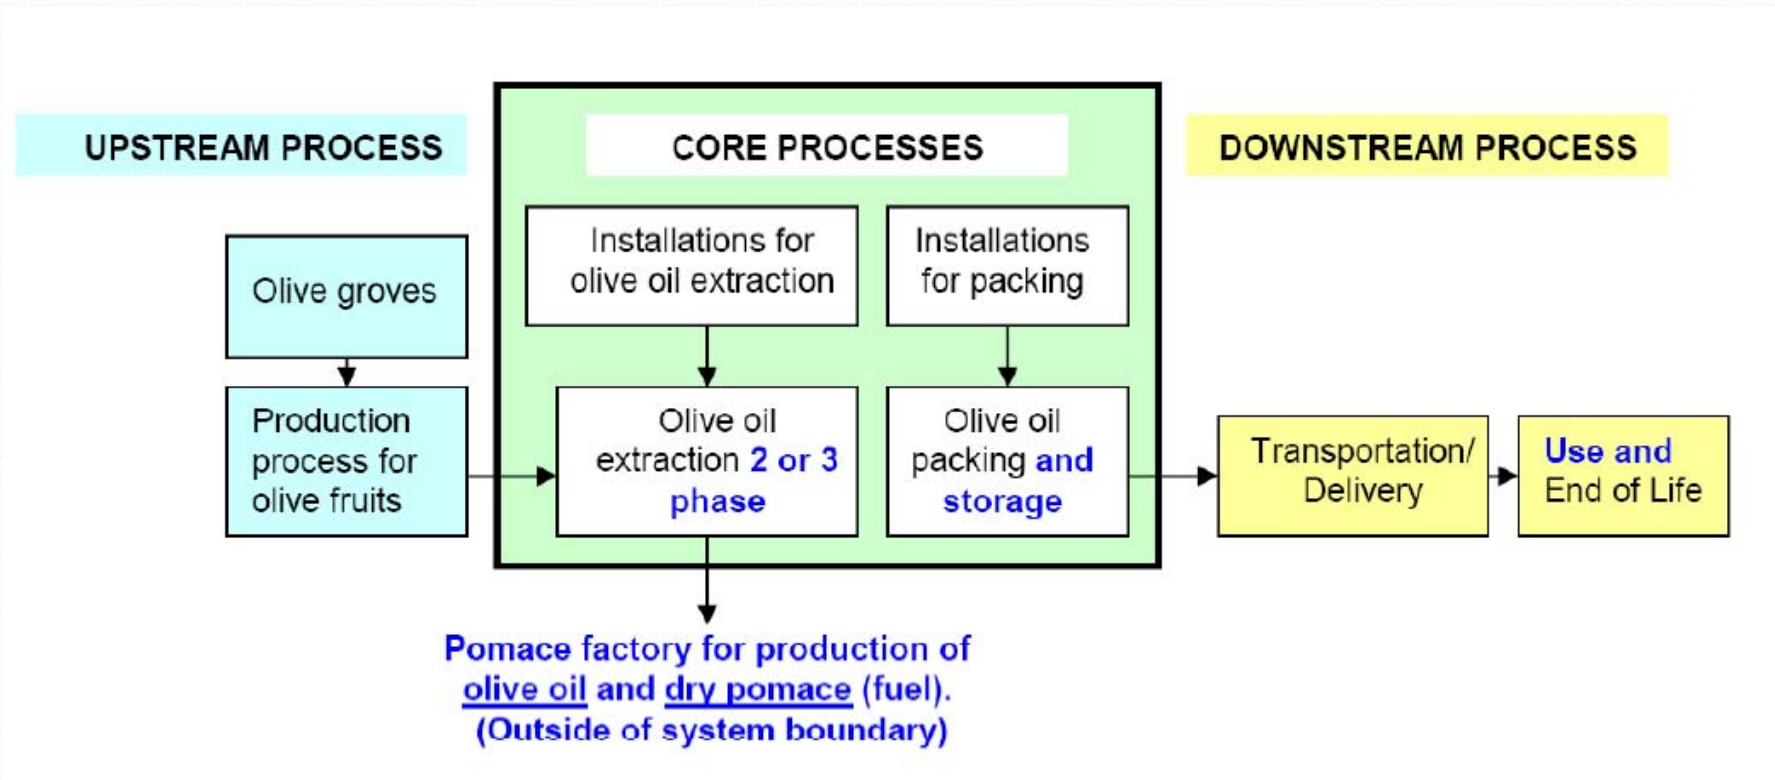 UPSTREAM PROCESS
CORE PROCESSES
DOWNSTREAM PROCESS
Olive groves
Production
process for
olive fruits
Installations for
olive oil extraction
Installations
for packing
Olive oil
extraction 2 or 3
phase
Olive oil
packing and
storage
Transportation/
Delivery
Use and
End of Life
Pomace factory for production of
olive oil and dry pomace (fuel).
(Outside of system boundary)